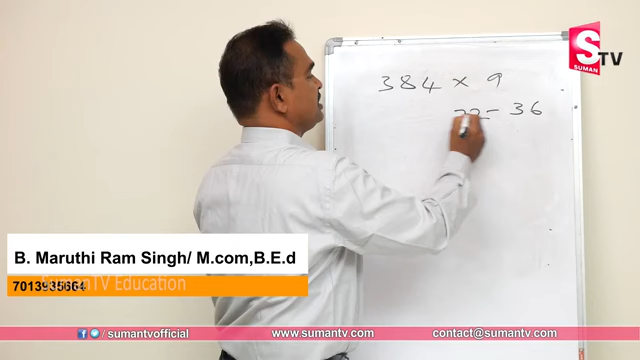 S TV
SUMAN
384 × 9
72 - 36
B. Maruthi Ram Singh/ M.com,B.E.d
SumanTV Education
7013935664
f / /sumantvofficial
www.sumantv.com
contact@sumantv.com